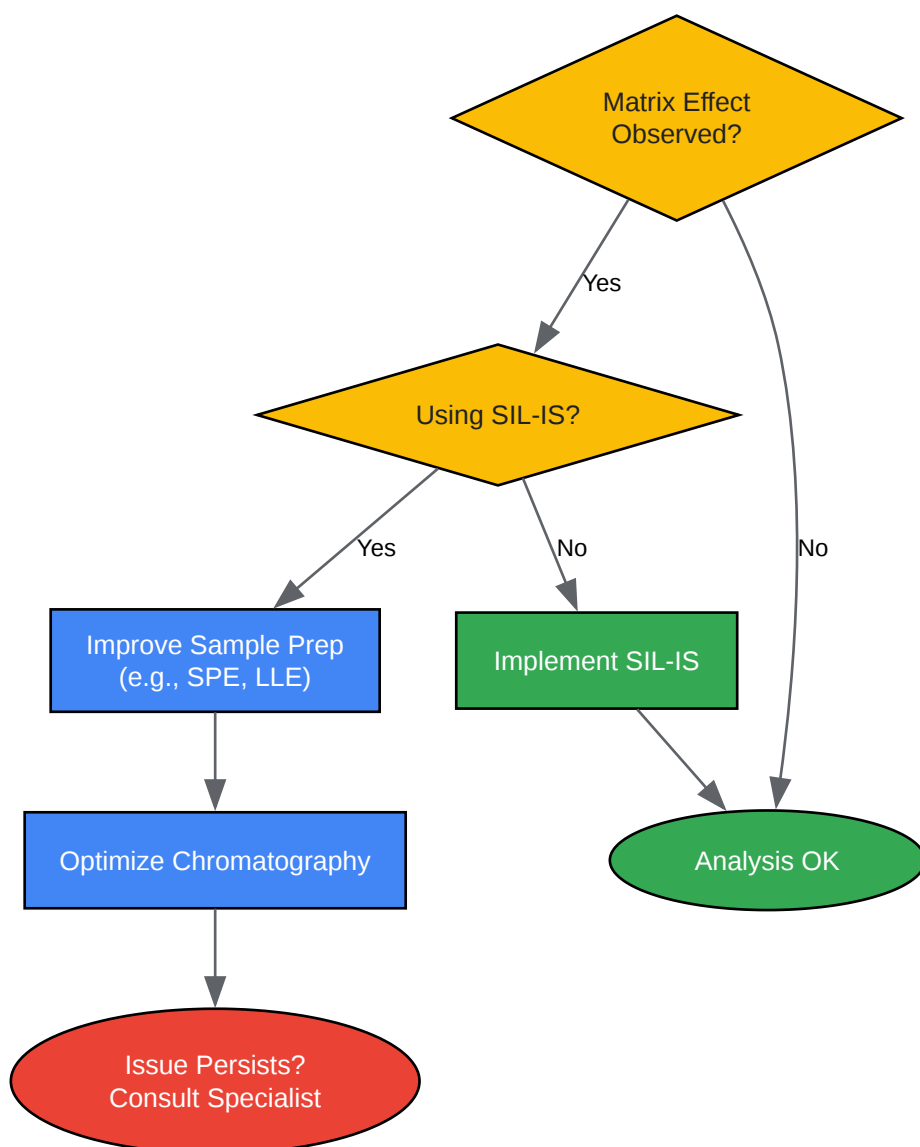 Matrix Effect
Observed?
Yes
Using SIL-IS?
Yes
No
No
Improve Sample Prep
(e.g., SPE, LLE)
Implement SIL-IS
Optimize Chromatography
Analysis OK
Issue Persists?
Consult Specialist